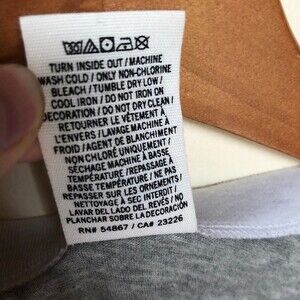 TURN INSIDE OUT / MACHINE
WASH COLD / ONLY NON-CHLORINE
BLEACH / TUMBLE DRY LOW /
COOL IRON / DO NOT IRON ON
DECORATION / DO NOT DRY CLEAN /
RETOURNER LE VÊTEMENT À
L'ENVERS / LAVAGE MACHINE À
FROID / AGENT DE BLANCHIMENT
NON CHLORÉ UNIQUEMENT /
SÉCHAGE MACHINE À BASSE
TEMPÉRATURE / REPASSAGE À
BASSE TEMPÉRATURE / NE PAS
REPASSER SUR LES ORNEMENTS /
NETTOYAGE À SEC INTERDIT /
LAVAR DEL LADO DEL REVÉS / NO
PLANCHAR SOBRE LA DECORACIÓN
RN# 54867 / CA# 23226